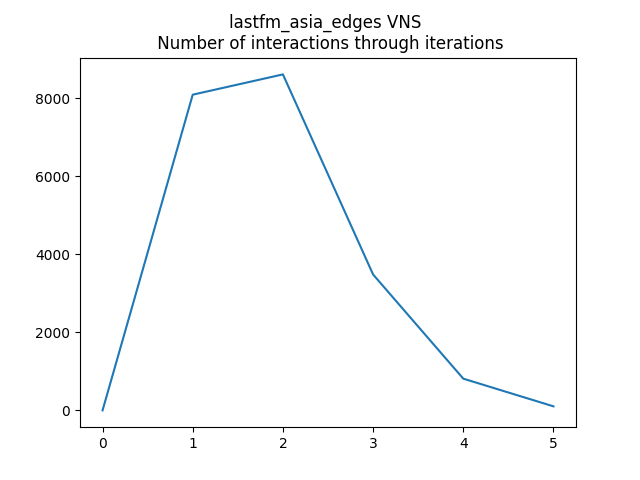 lastfm_asia_edges VNS
Number of interactions through iterations
8000
6000
4000
2000
0
0 1 2 3 4 5